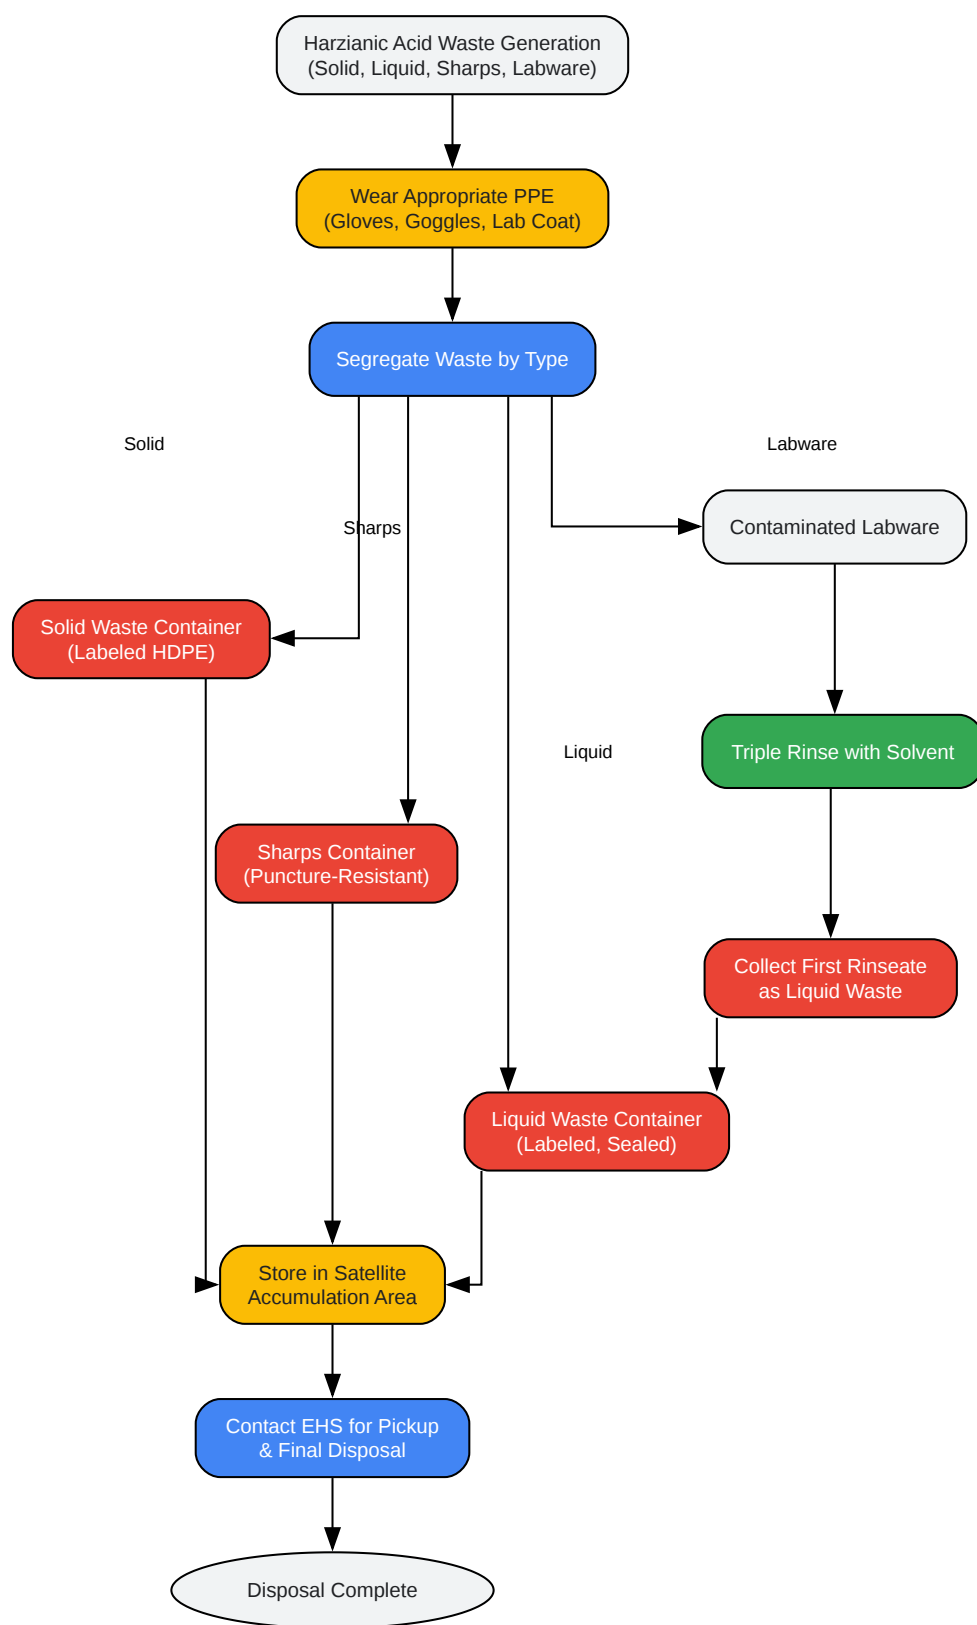 Harzianic Acid Waste Generation
(Solid, Liquid, Sharps, Labware)
Wear Appropriate PPE
(Gloves, Goggles, Lab Coat)
Segregate Waste by Type
Solid
Labware
Sharps
Contaminated Labware
Solid Waste Container
(Labeled HDPE)
Liquid
Triple Rinse with Solvent
Sharps Container
(Puncture-Resistant)
Collect First Rinseate
as Liquid Waste
Liquid Waste Container
(Labeled, Sealed)
Store in Satellite
Accumulation Area
Contact EHS for Pickup
& Final Disposal
Disposal Complete